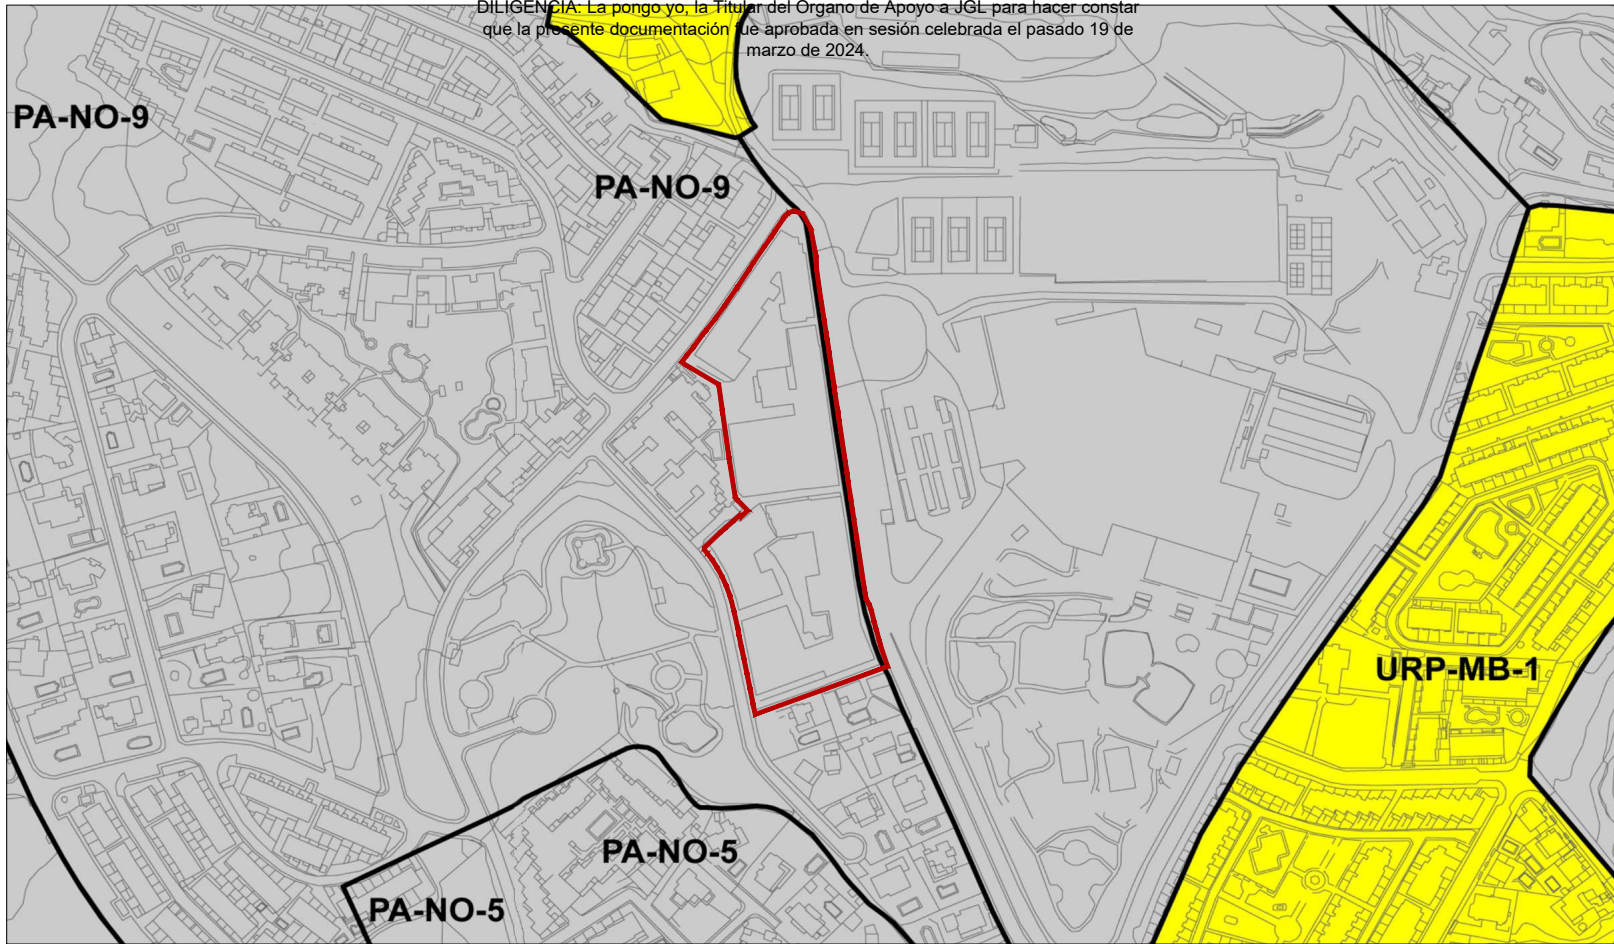 DILIGENCIA: La pongo yo, la Titular del Organo de Apoyo a JGL para hacer constar
que la presente documentación fue aprobada en sesión celebrada el pasado 19 de
marzo de 2024.
PA-NO-9
PA-NO-9
URP-MB-1
PA-NO-5
PA-NO-5